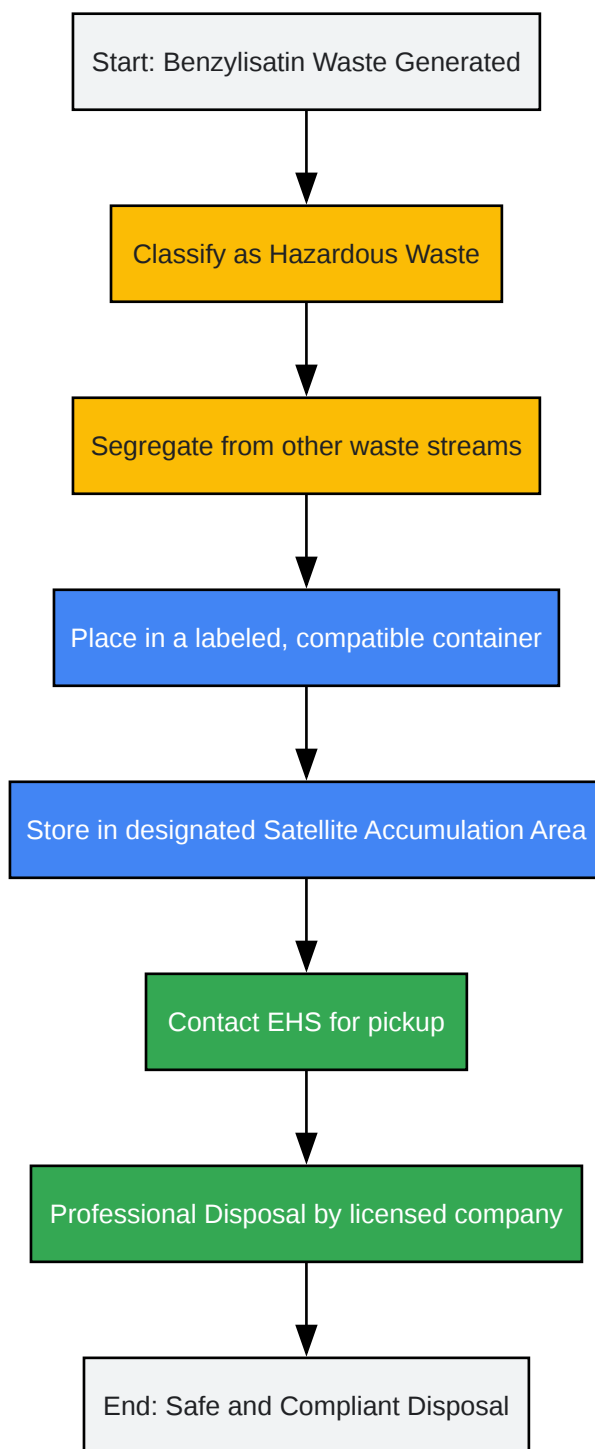 Start: Benzylisatin Waste Generated
Classify as Hazardous Waste
Segregate from other waste streams
Place in a labeled, compatible container
Store in designated Satellite Accumulation Area
Contact EHS for pickup
Professional Disposal by licensed company
End: Safe and Compliant Disposal